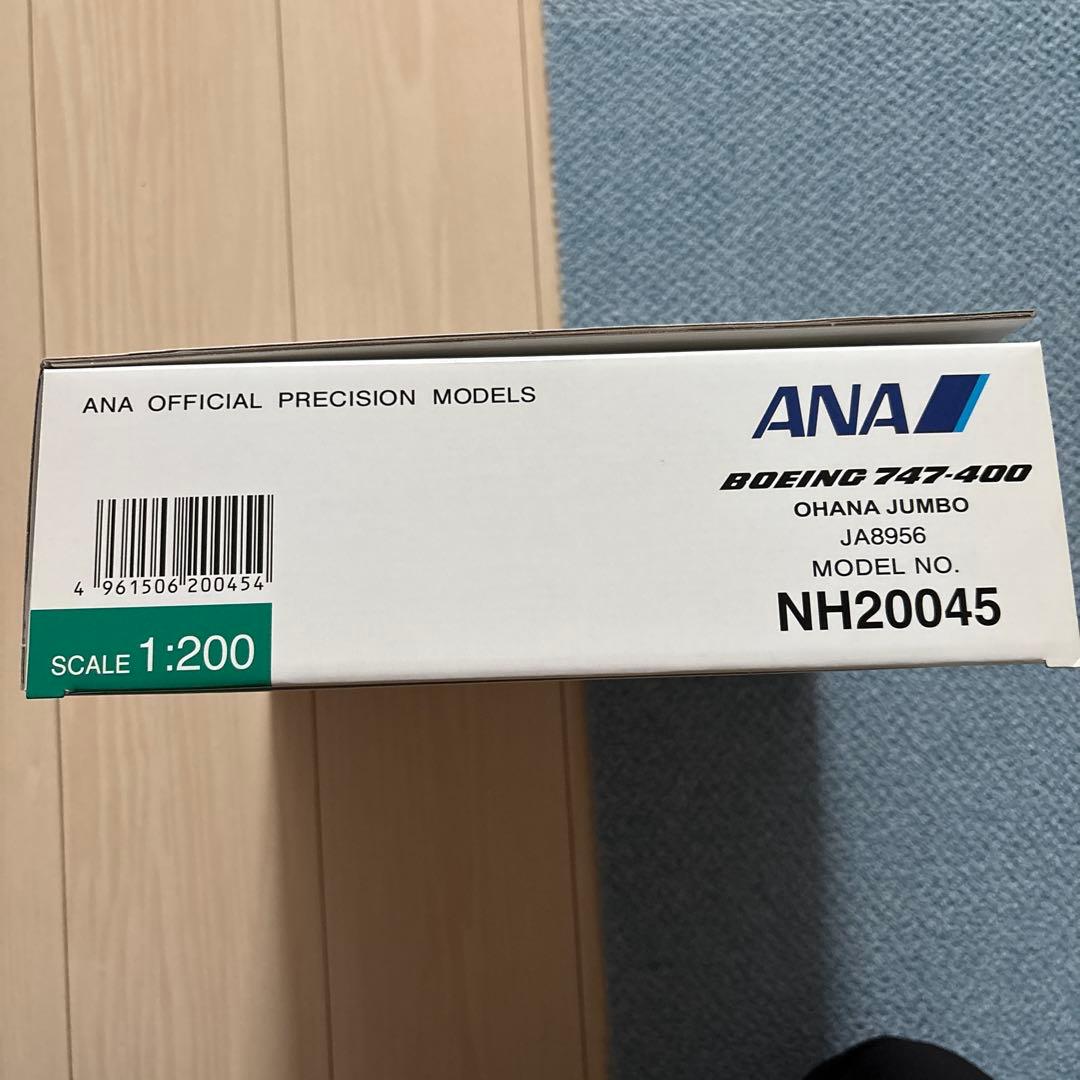 ANA OFFICIAL PRECISION MODELS
ANA
BOEING 747-400
OHANA JUMBO
JA8956
MODEL NO.
NH20045
4 961506 200454
SCALE 1:200